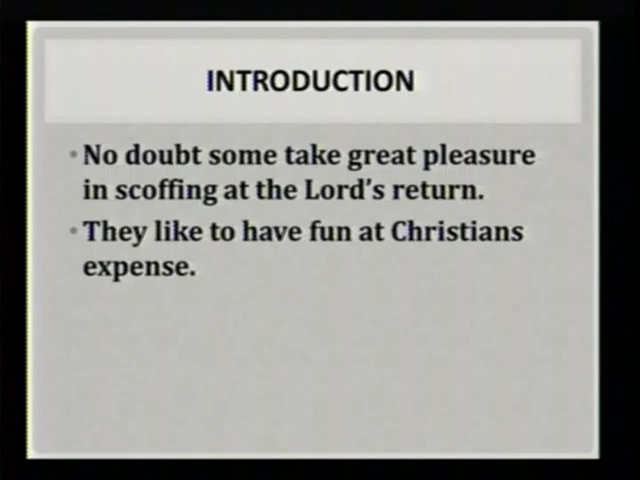 INTRODUCTION
• No doubt some take great pleasure
in scoffing at the Lord's return.
• They like to have fun at Christians
expense.